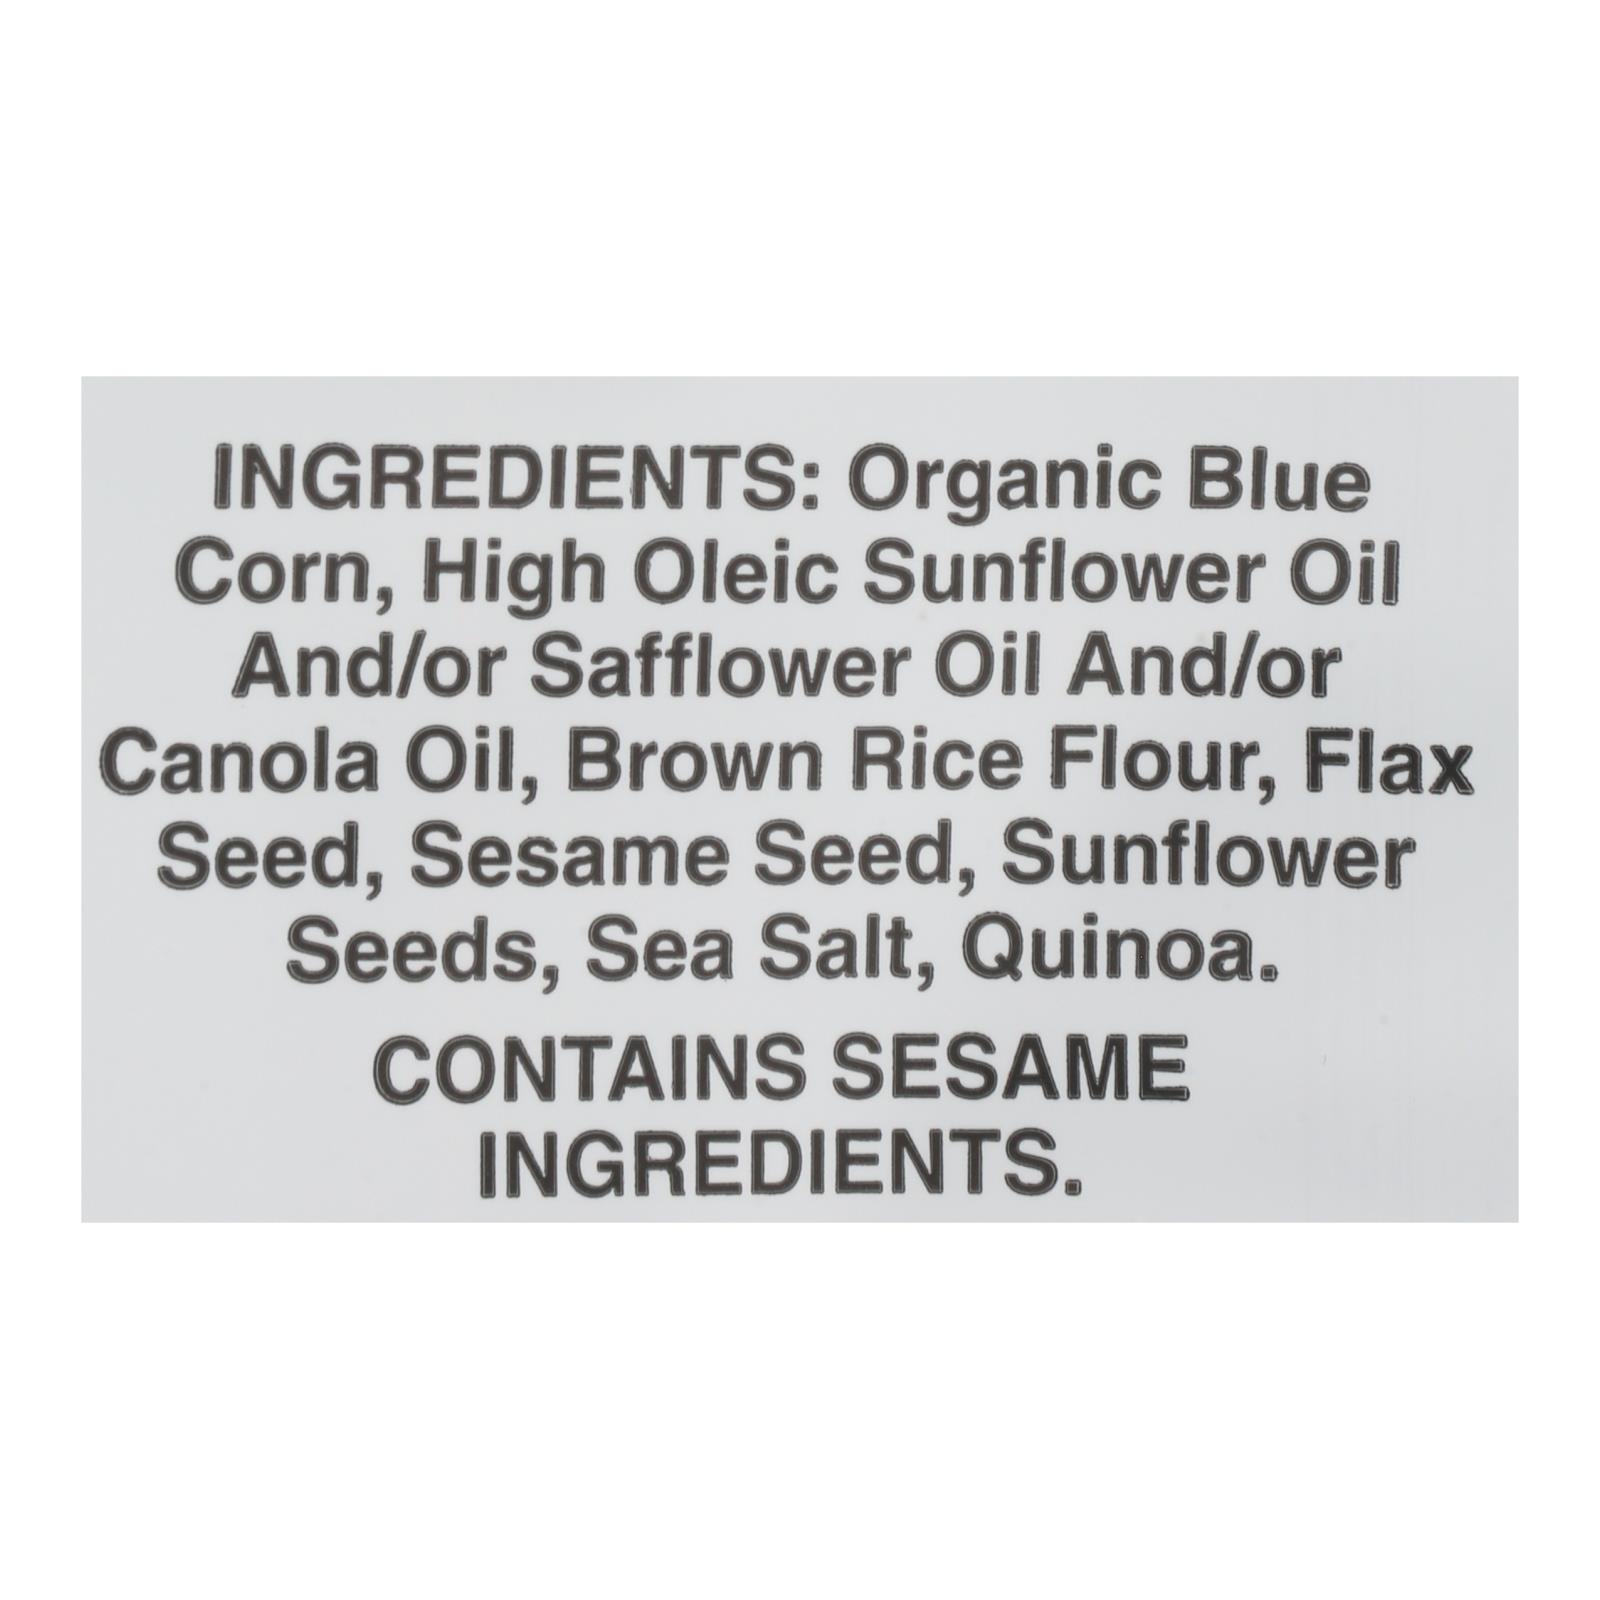 INGREDIENTS: Organic Blue
Corn, High Oleic Sunflower Oil
And/or Safflower Oil And/or
Canola Oil, Brown Rice Flour, Flax
Seed, Sesame Seed, Sunflower
Seeds, Sea Salt, Quinoa.
CONTAINS SESAME
INGREDIENTS.